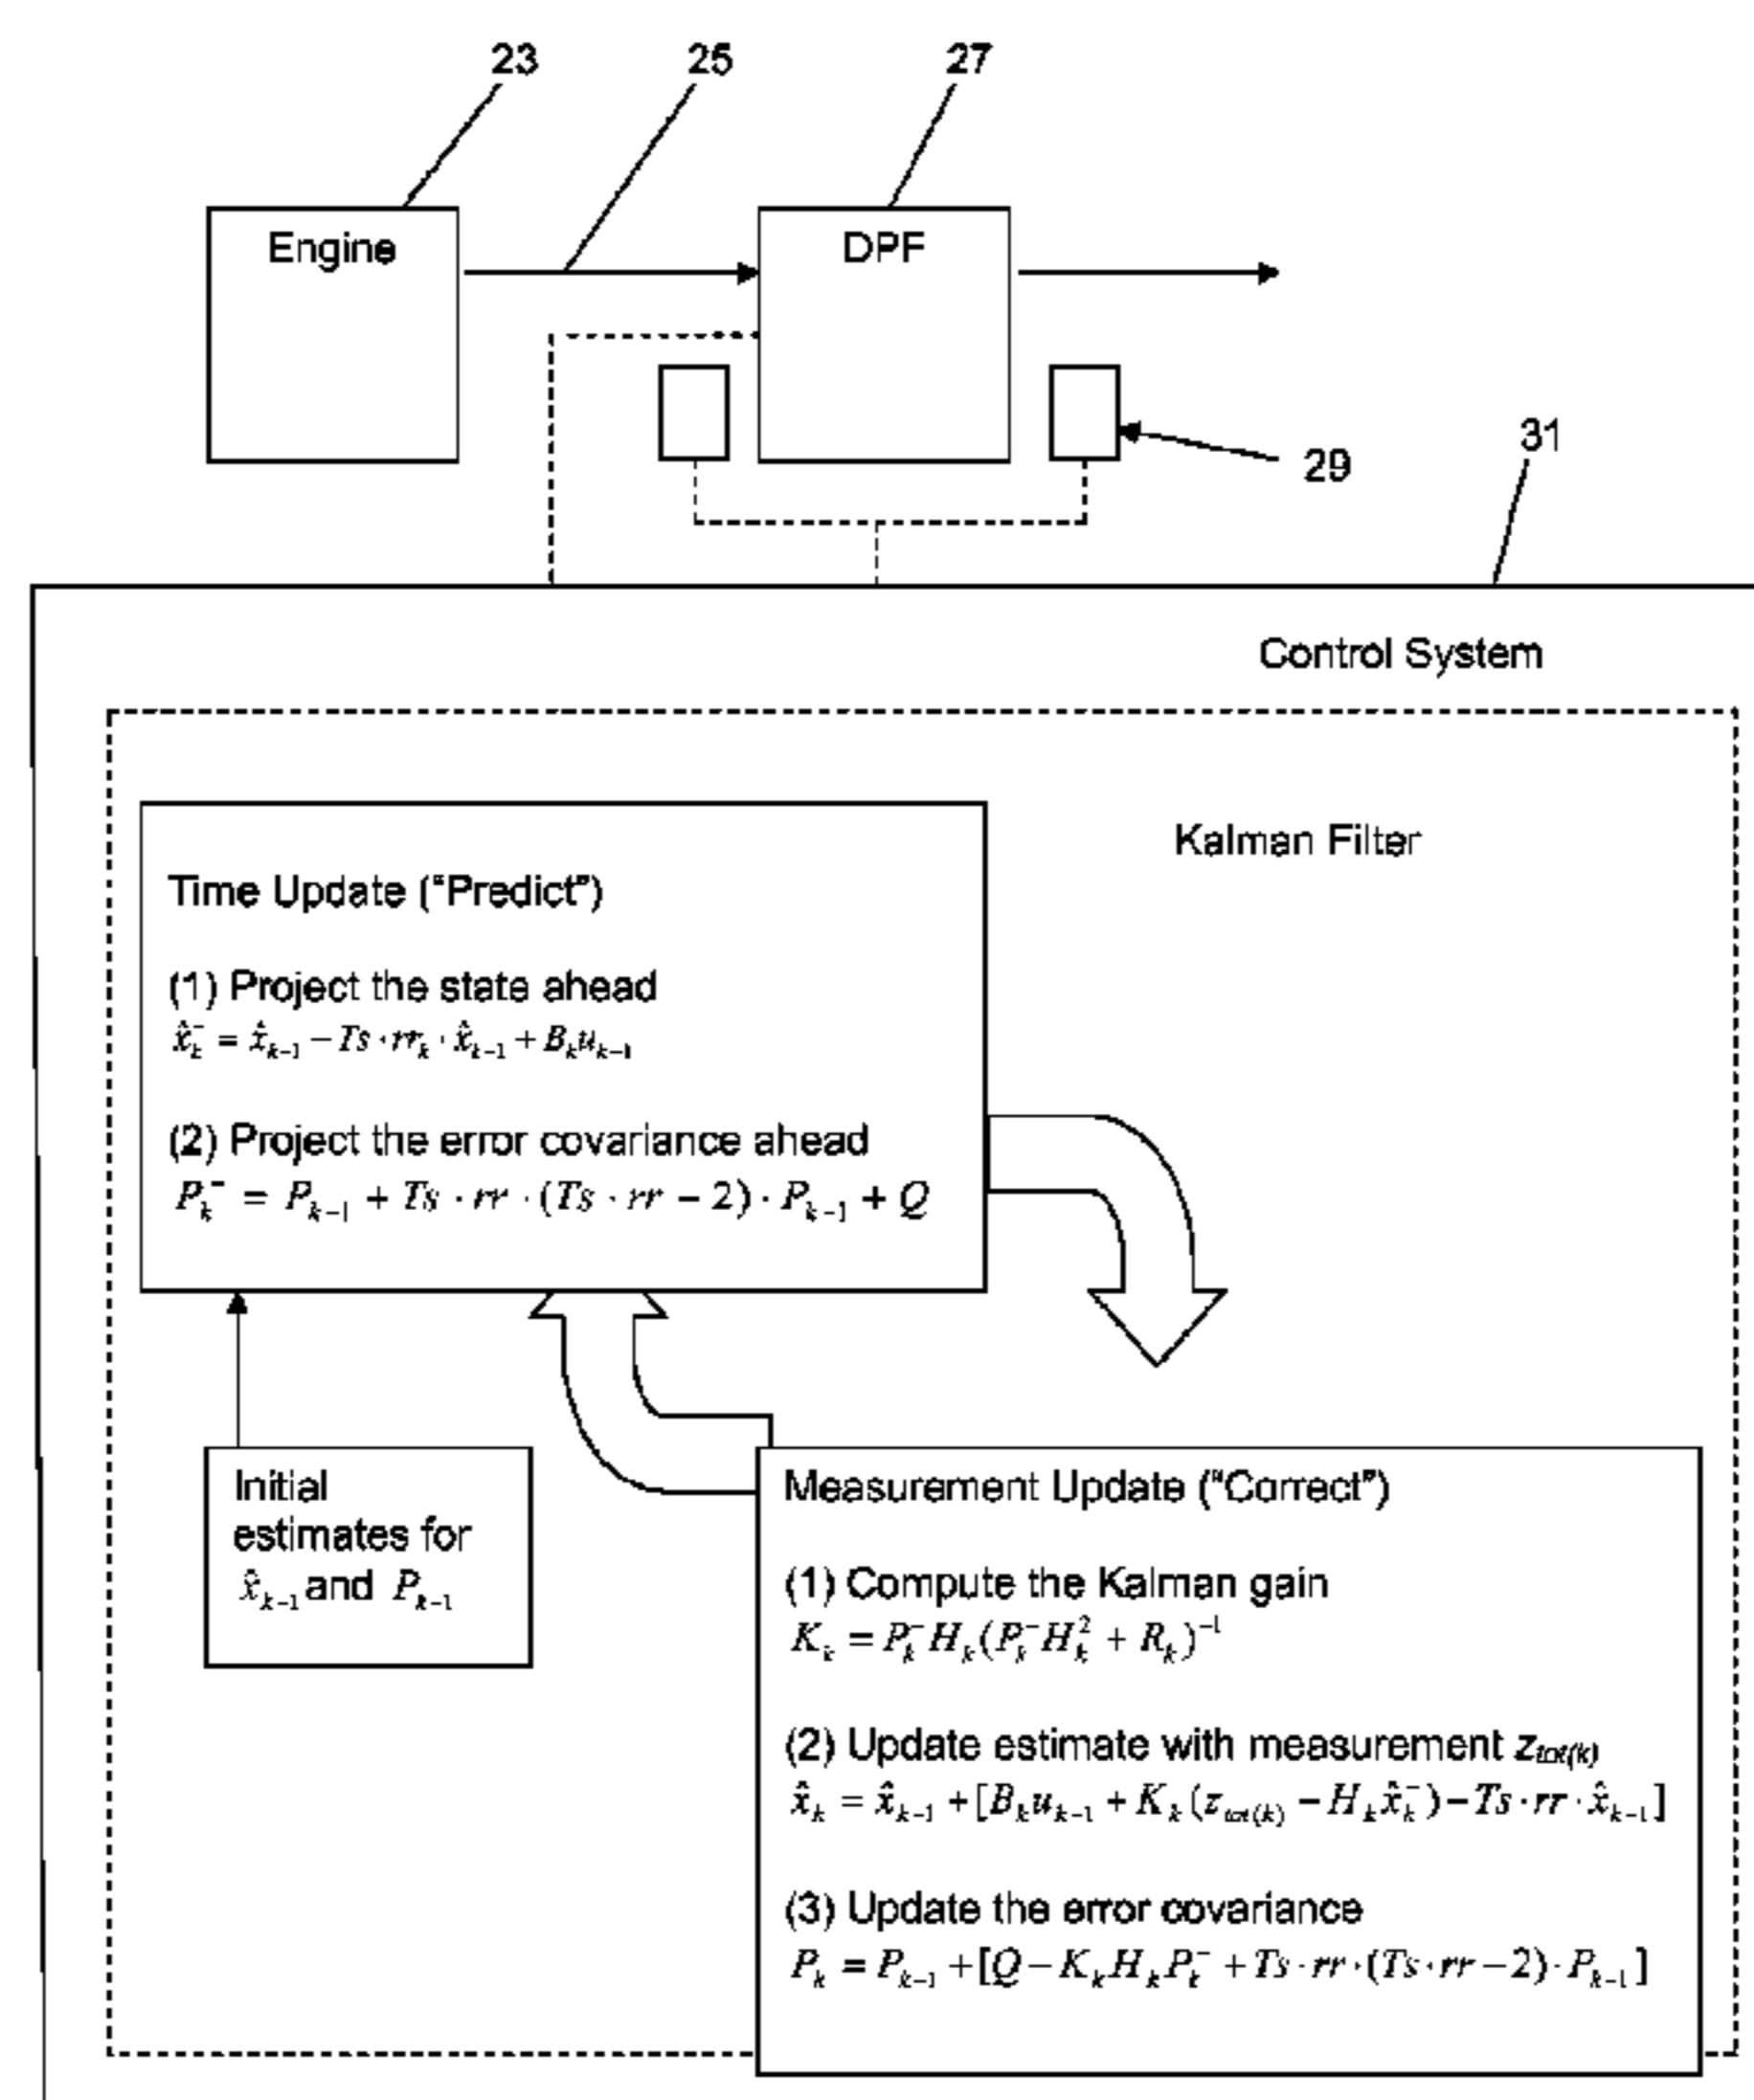 23 25 27
Engine DPF
29
31
Control System
Kalman Filter
Time Update (“Predict”)
(1) Project the state ahead
x̂ₖ⁻ = x̂ₖ₋₁ − Ts · rrₖ · x̂ₖ₋₁ + Bₖuₖ₋₁
(2) Project the error covariance ahead
Pₖ⁻ = Pₖ₋₁ + Ts · rr · (Ts · rr − 2) · Pₖ₋₁ + Q
Initial
estimates for
x̂ₖ₋₁ and Pₖ₋₁
Measurement Update (“Correct”)
(1) Compute the Kalman gain
Kₖ = Pₖ⁻Hₖ(Pₖ⁻Hₖ² + Rₖ)⁻¹
(2) Update estimate with measurement z_tot(k)
x̂ₖ = x̂ₖ₋₁ + [Bₖuₖ₋₁ + Kₖ(z_tot(k) − Hₖx̂ₖ⁻) − Ts · rr · x̂ₖ₋₁]
(3) Update the error covariance
Pₖ = Pₖ₋₁ + [Q − KₖHₖPₖ⁻ + Ts · rr · (Ts · rr − 2) · Pₖ₋₁]